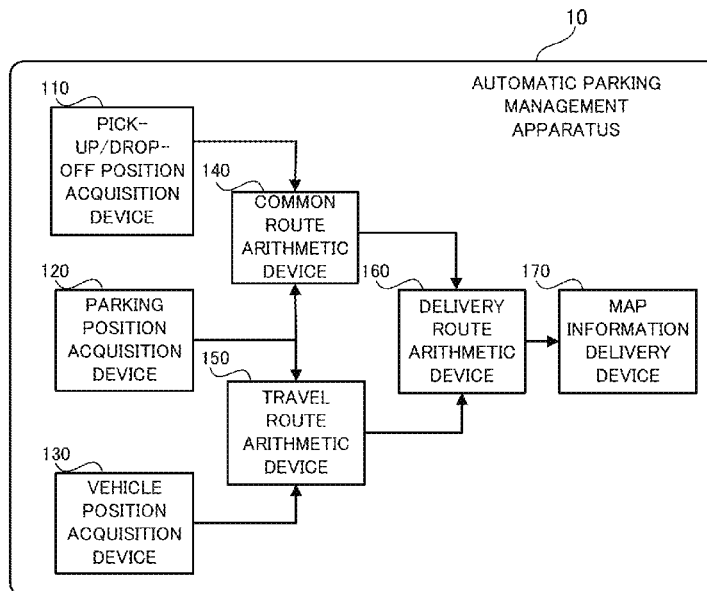 10
AUTOMATIC PARKING
MANAGEMENT
APPARATUS
110
PICK-
UP/DROP-
OFF POSITION
ACQUISITION
DEVICE
140
COMMON
ROUTE
ARITHMETIC
DEVICE
120
PARKING
POSITION
ACQUISITION
DEVICE
160
DELIVERY
ROUTE
ARITHMETIC
DEVICE
170
MAP
INFORMATION
DELIVERY
DEVICE
150
TRAVEL
ROUTE
ARITHMETIC
DEVICE
130
VEHICLE
POSITION
ACQUISITION
DEVICE